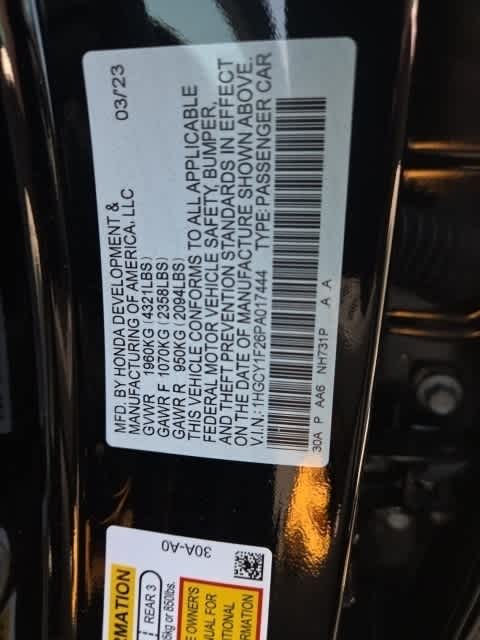 MFD. BY HONDA DEVELOPMENT & 03/'23
MANUFACTURING OF AMERICA, LLC
GVWR 1960KG (4321LBS)
GAWR F 1070KG (2358LBS)
GAWR R 950KG (2094LBS)
THIS VEHICLE CONFORMS TO ALL APPLICABLE
FEDERAL MOTOR VEHICLE SAFETY, BUMPER,
AND THEFT PREVENTION STANDARDS IN EFFECT
ON THE DATE OF MANUFACTURE SHOWN ABOVE.
V.I.N.: 1HGCY1F26PA017444 TYPE:PASSENGER CAR
30A P AA6 NH731P A A
30A-A0
RMATION
REAR 3
5kg or 850lbs.
E OWNER'S
UAL FOR
ITIONAL
RMATION